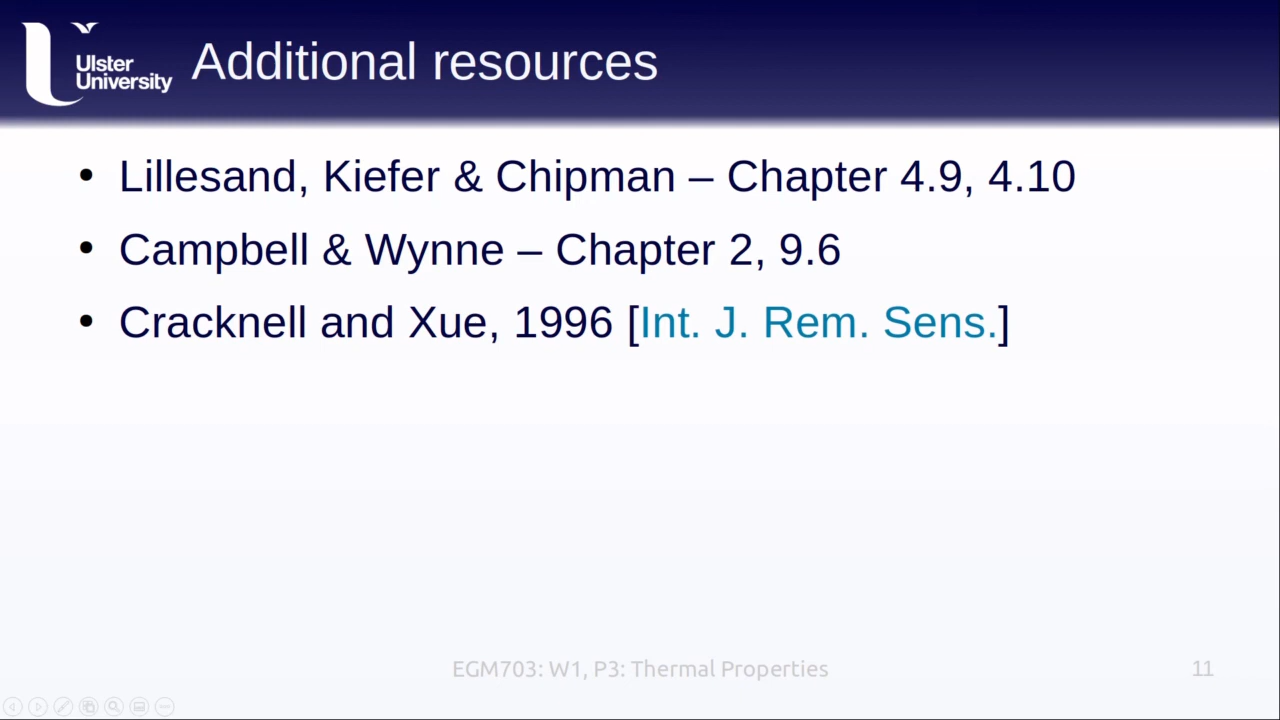 Ulster
University
Additional resources
• Lillesand, Kiefer & Chipman – Chapter 4.9, 4.10
• Campbell & Wynne – Chapter 2, 9.6
• Cracknell and Xue, 1996 [Int. J. Rem. Sens.]
EGM703: W1, P3: Thermal Properties
11